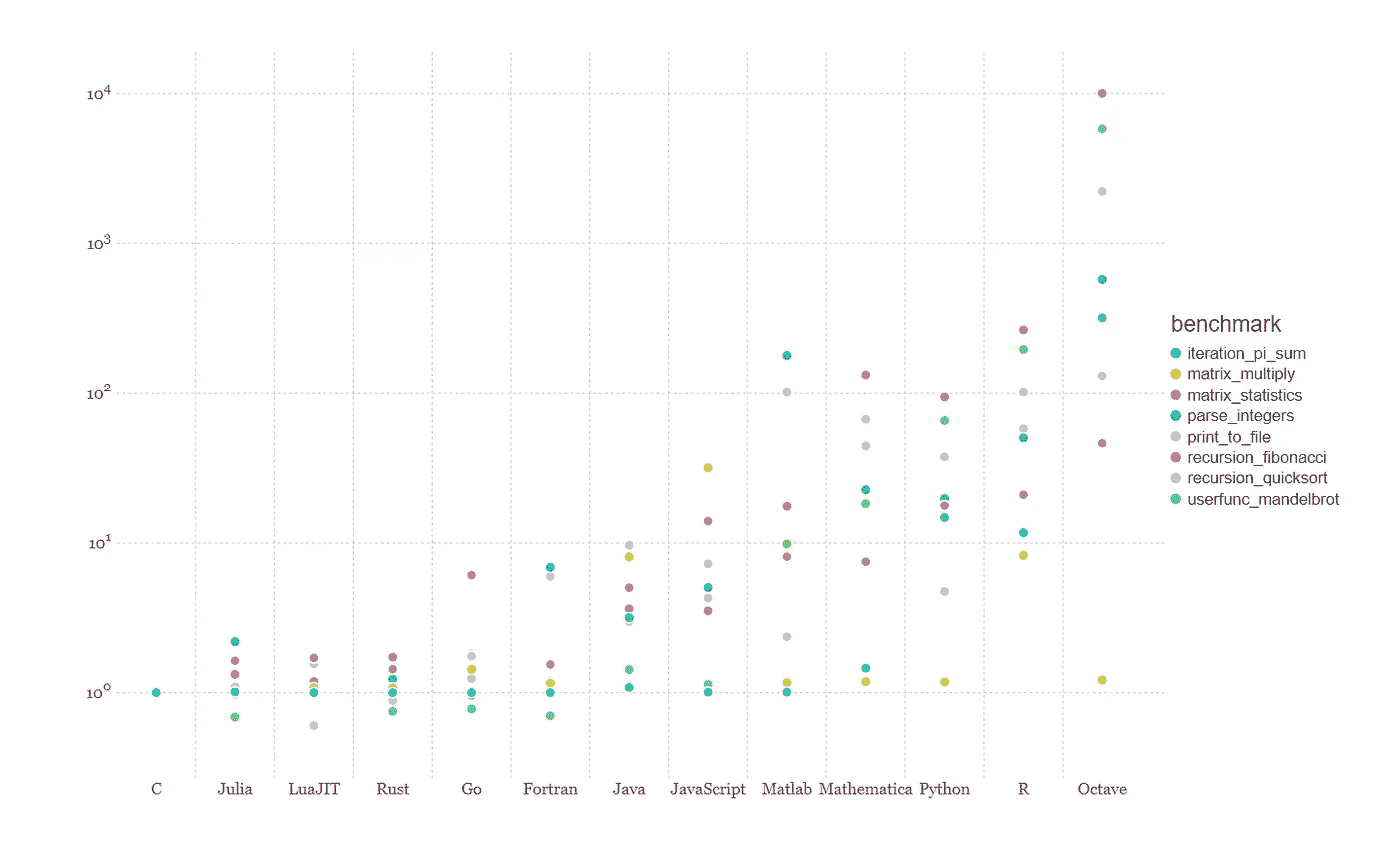 10⁴
10³
10²
10¹
10⁰
C Julia LuaJIT Rust Go Fortran Java JavaScript Matlab Mathematica Python R Octave
benchmark
iteration_pi_sum
matrix_multiply
matrix_statistics
parse_integers
print_to_file
recursion_fibonacci
recursion_quicksort
userfunc_mandelbrot